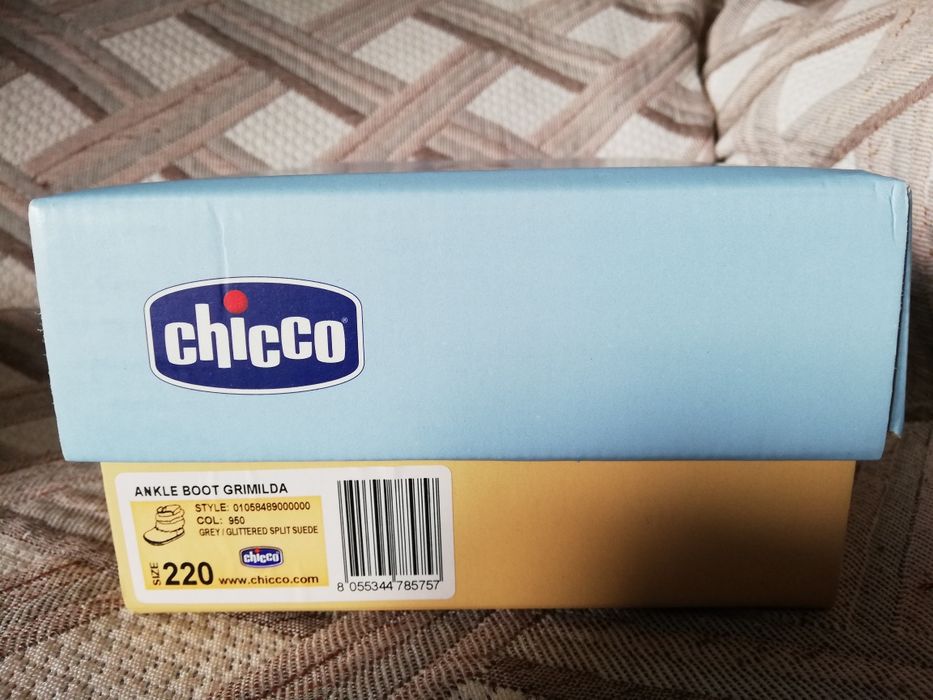 chicco®
ANKLE BOOT GRIMILDA
STYLE: 01058489000000
COL: 950
GREY / GLITTERED SPLIT SUEDE
chicco
SIZE 220 www.chicco.com
8 055344 785757